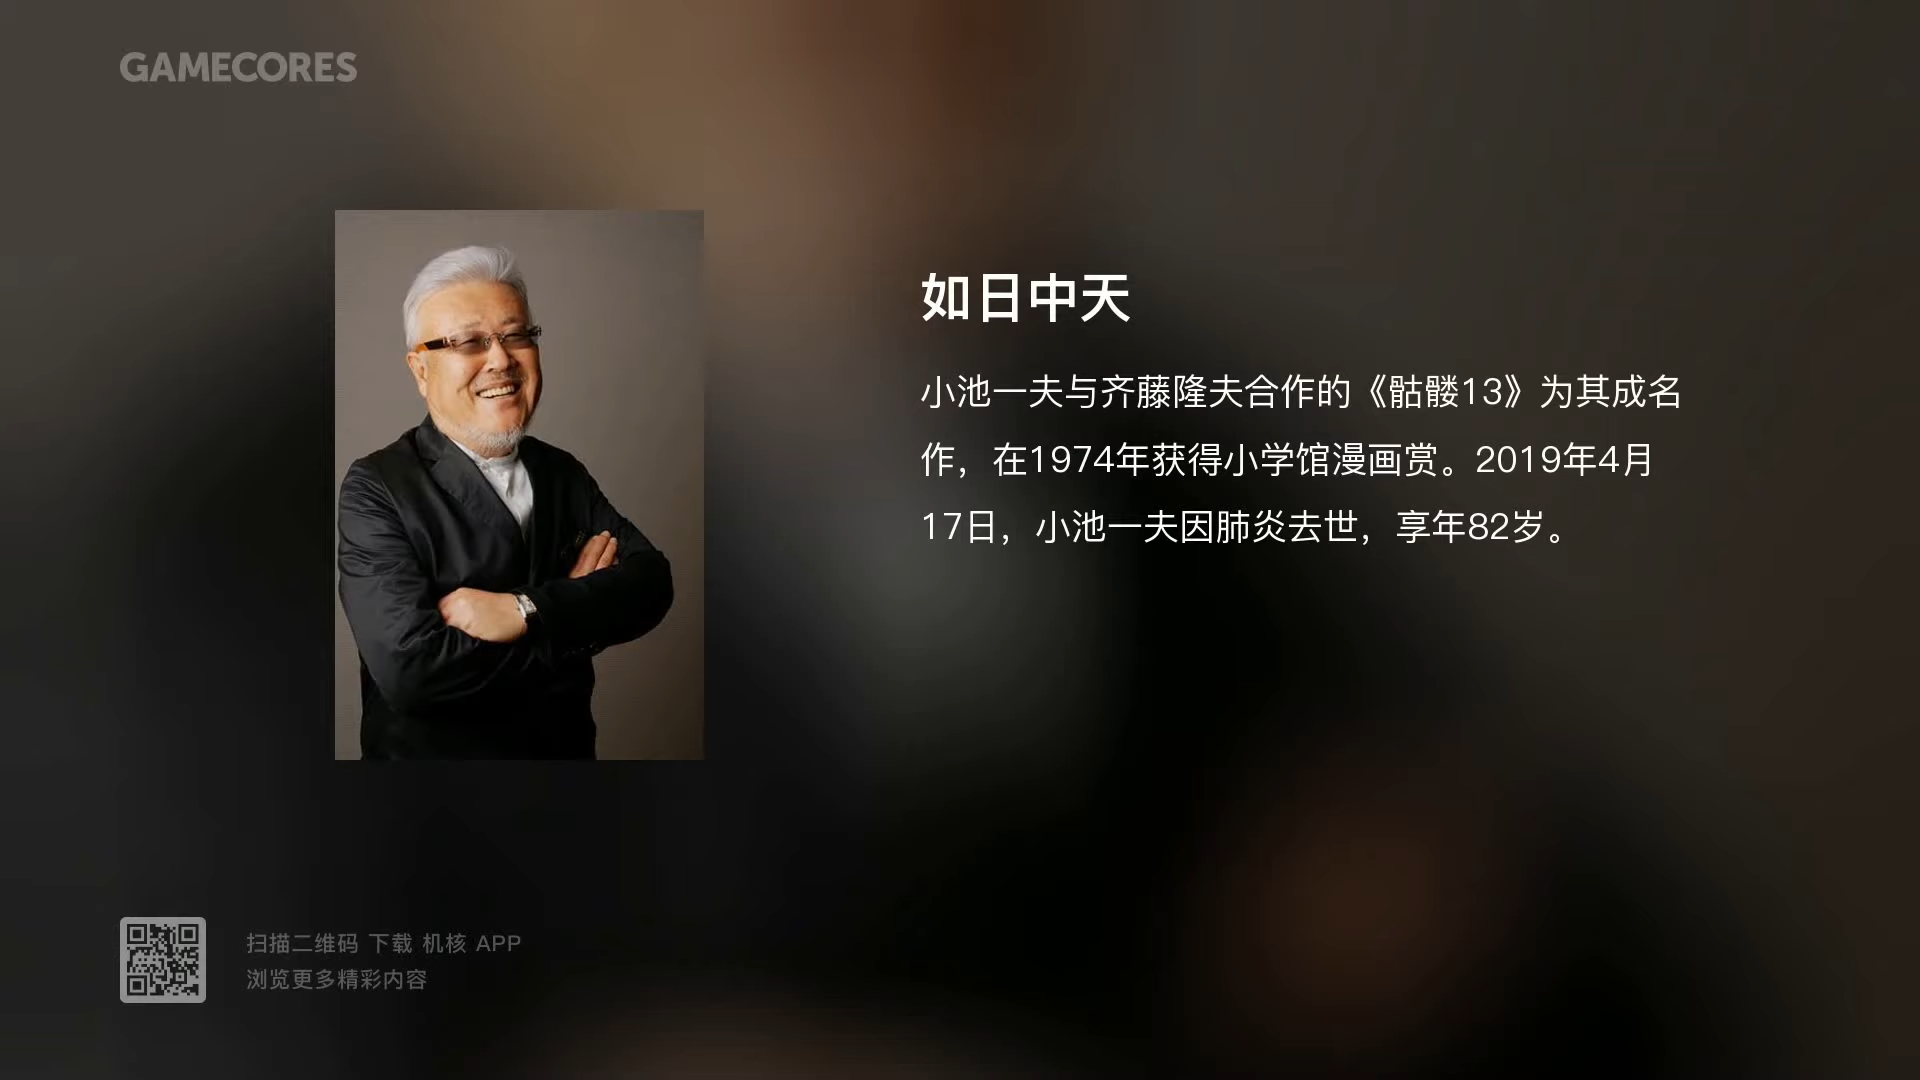 GAMECORES
如日中天
小池一夫与齐藤隆夫合作的《骷髅13》为其成名
作，在1974年获得小学馆漫画赏。2019年4月
17日，小池一夫因肺炎去世，享年82岁。
扫描二维码 下载 机核 APP
浏览更多精彩内容